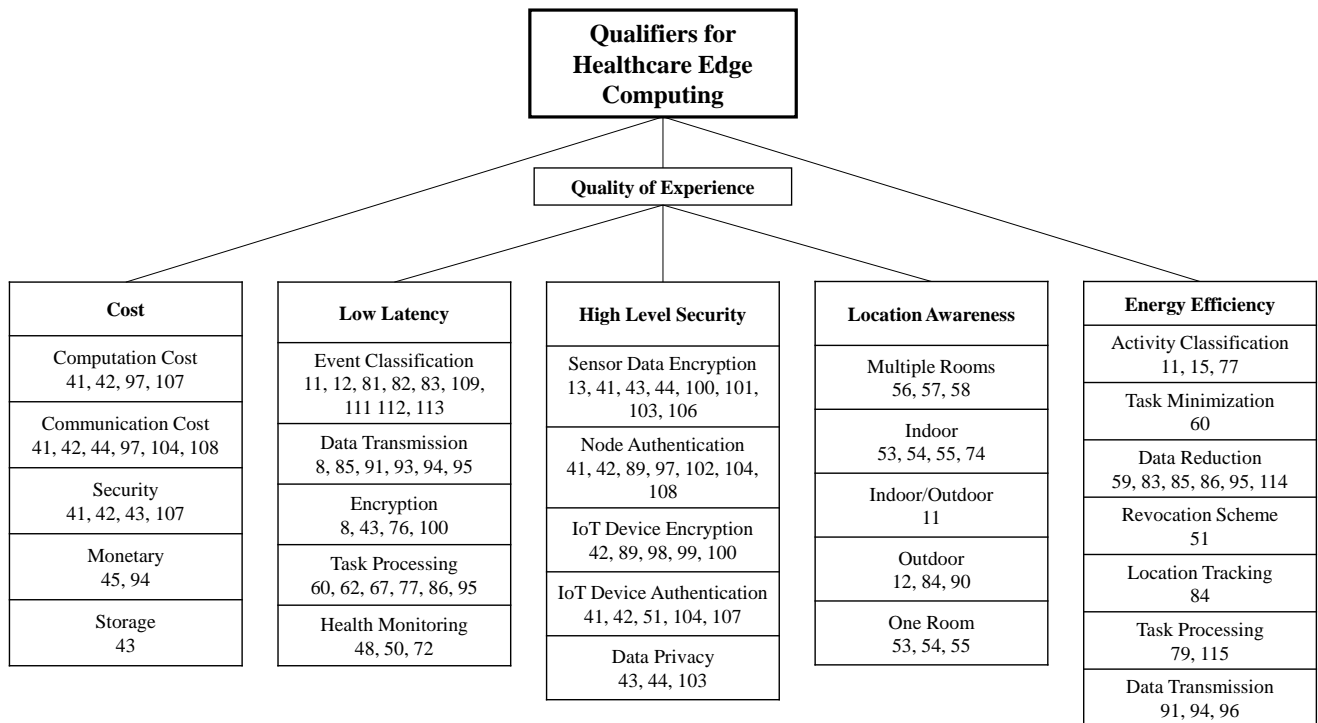 Qualifiers for
Healthcare Edge
Computing
Quality of Experience
Cost
Computation Cost
41, 42, 97, 107
Communication Cost
41, 42, 44, 97, 104, 108
Security
41, 42, 43, 107
Monetary
45, 94
Storage
43
Low Latency
Event Classification
11, 12, 81, 82, 83, 109,
111 112, 113
Data Transmission
8, 85, 91, 93, 94, 95
Encryption
8, 43, 76, 100
Task Processing
60, 62, 67, 77, 86, 95
Health Monitoring
48, 50, 72
High Level Security
Sensor Data Encryption
13, 41, 43, 44, 100, 101,
103, 106
Node Authentication
41, 42, 89, 97, 102, 104,
108
IoT Device Encryption
42, 89, 98, 99, 100
IoT Device Authentication
41, 42, 51, 104, 107
Data Privacy
43, 44, 103
Location Awareness
Multiple Rooms
56, 57, 58
Indoor
53, 54, 55, 74
Indoor/Outdoor
11
Outdoor
12, 84, 90
One Room
53, 54, 55
Energy Efficiency
Activity Classification
11, 15, 77
Task Minimization
60
Data Reduction
59, 83, 85, 86, 95, 114
Revocation Scheme
51
Location Tracking
84
Task Processing
79, 115
Data Transmission
91, 94, 96